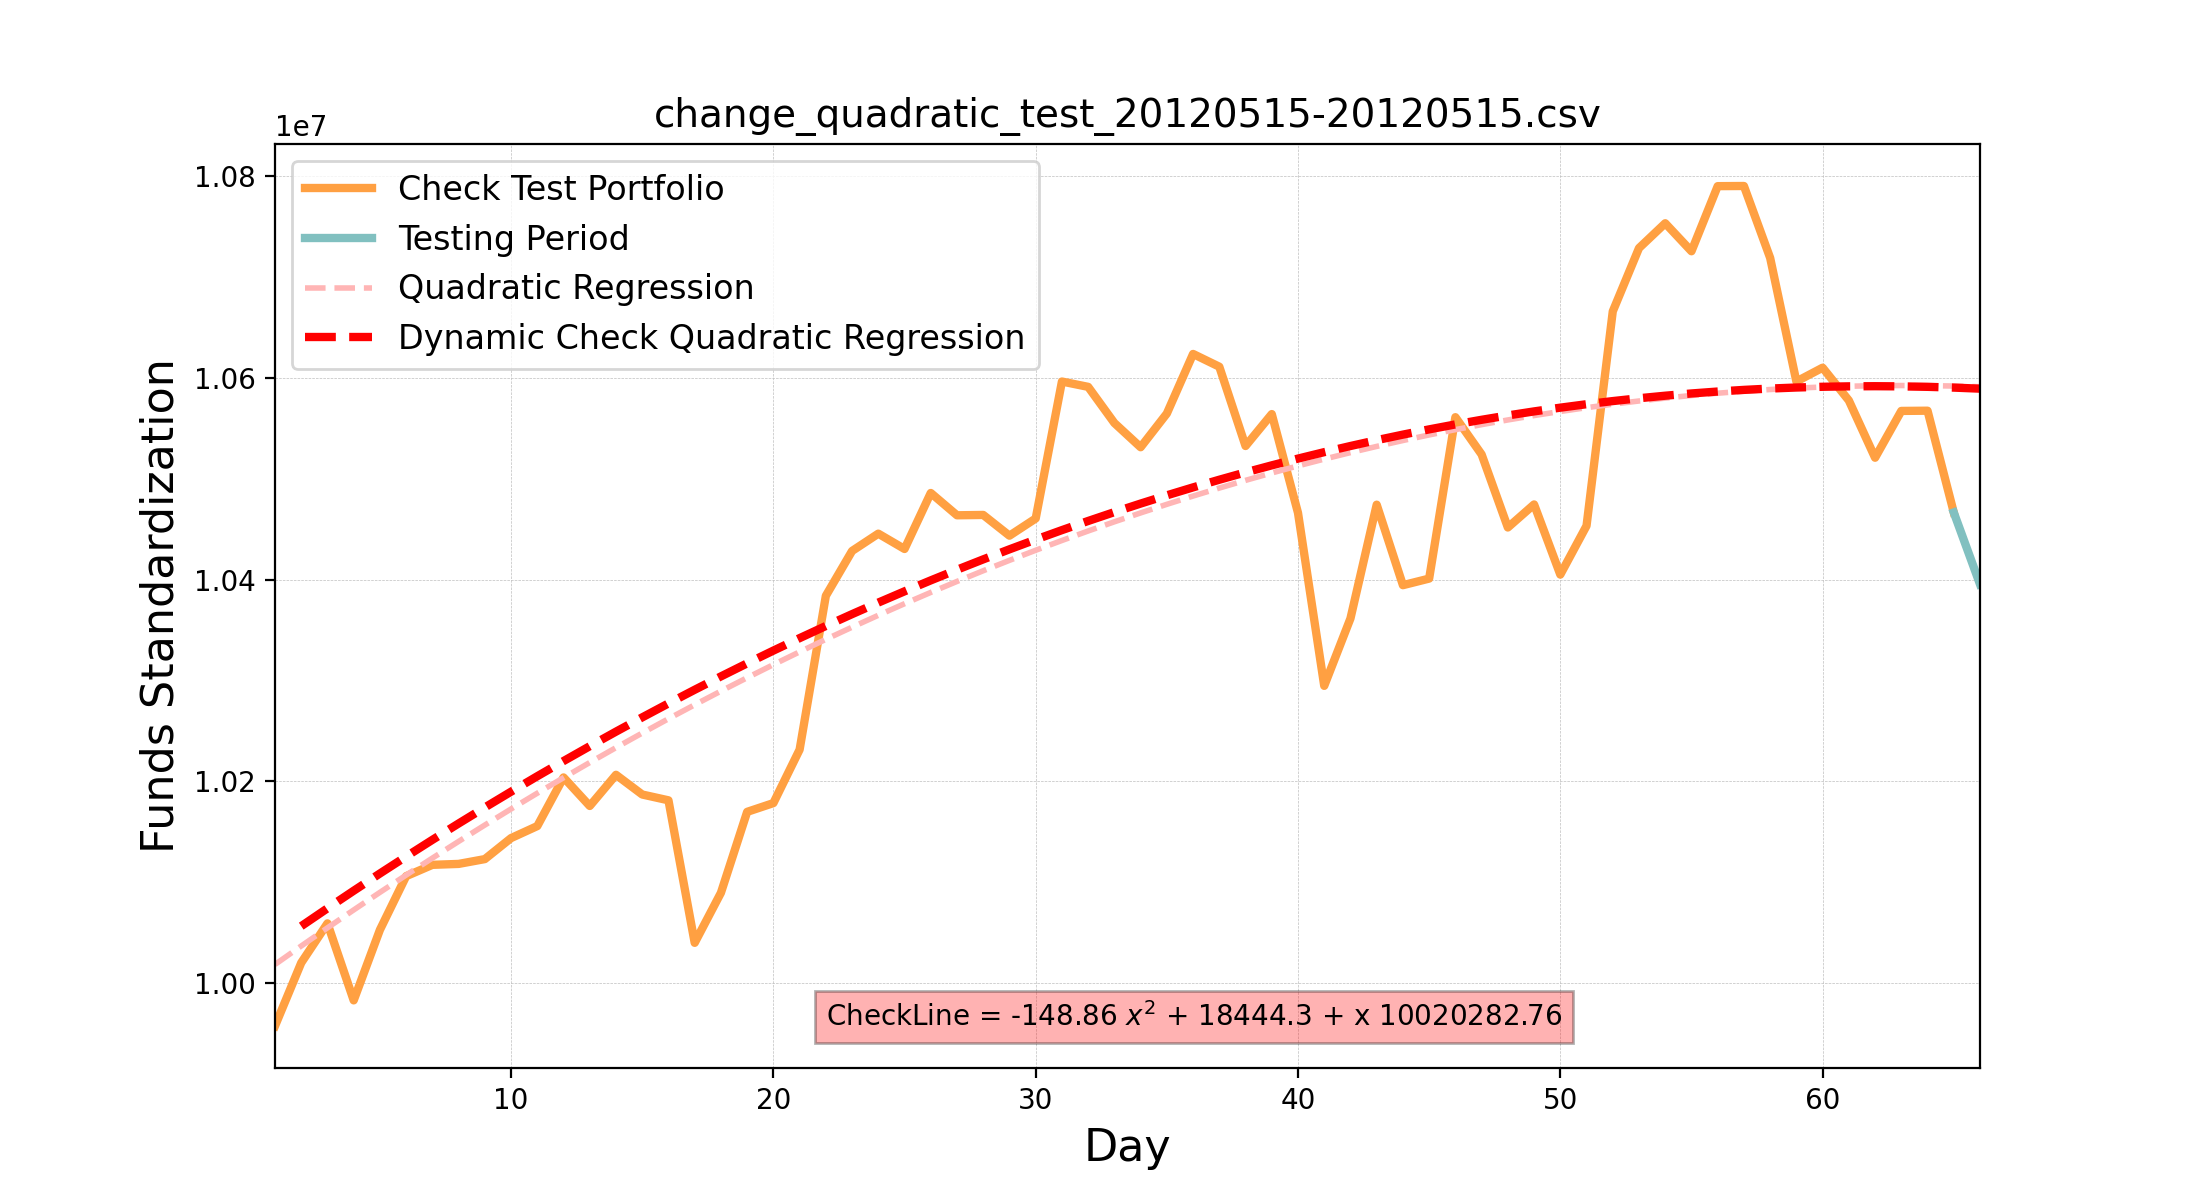 change_quadratic_test_20120515-20120515.csv
1e7
1.08
1.06
1.04
1.02
1.00
Funds Standardization
Check Test Portfolio
Testing Period
Quadratic Regression
Dynamic Check Quadratic Regression
CheckLine = -148.86 x² + 18444.3 + x 10020282.76
10 20 30 40 50 60
Day